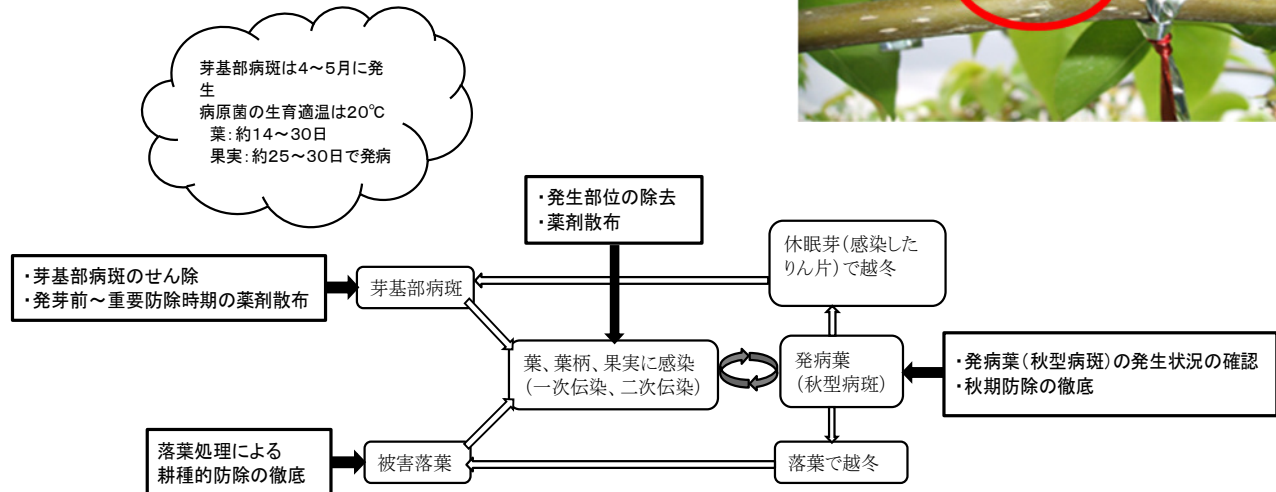 芽基部病斑は4～5月に発
生
病原菌の生育適温は20℃
葉：約14～30日
果実：約25～30日で発病
・発生部位の除去
・薬剤散布
休眠芽（感染した
りん片）で越冬
・芽基部病斑のせん除
・発芽前～重要防除時期の薬剤散布
芽基部病斑
葉、葉柄、果実に感染
（一次伝染、二次伝染）
発病葉
（秋型病斑）
・発病葉（秋型病斑）の発生状況の確認
・秋期防除の徹底
落葉処理による
耕種的防除の徹底
被害落葉
落葉で越冬